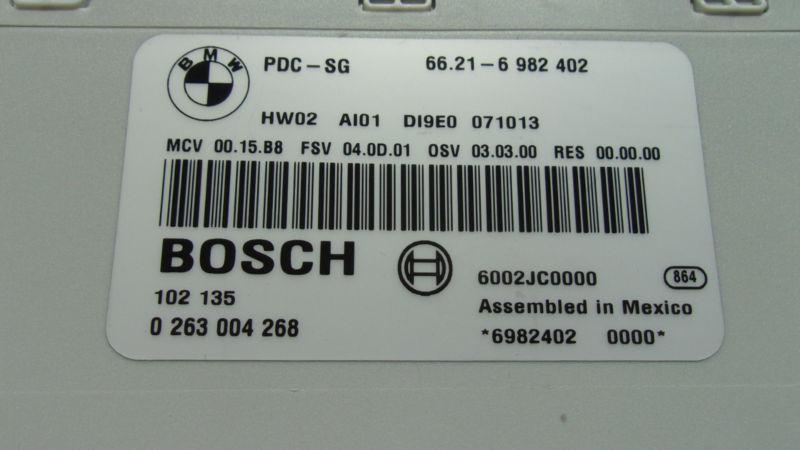 BMW
PDC-SG 66.21-6 982 402
HW02 AI01 DI9E0 071013
MCV 00.15.B8 FSV 04.0D.01 OSV 03.03.00 RES 00.00.00
BOSCH
102 135
0 263 004 268
6002JC0000 864
Assembled in Mexico
*6982402 0000*